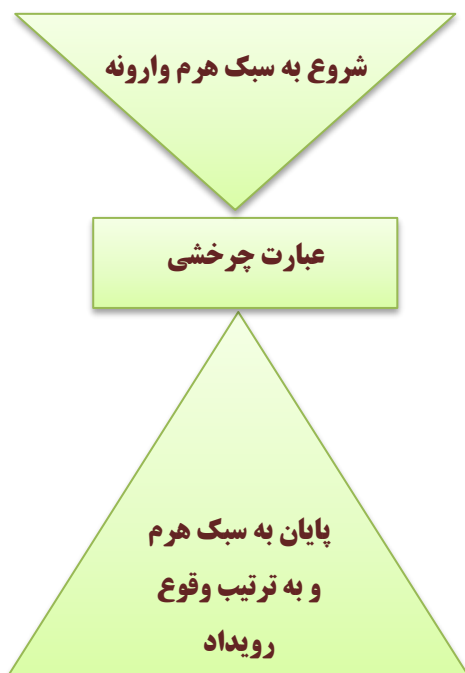 شروع به سبک هرم وارونه
عبارت چرخشی
پایان به سبک هرم
و به ترتیب وقوع
رویداد